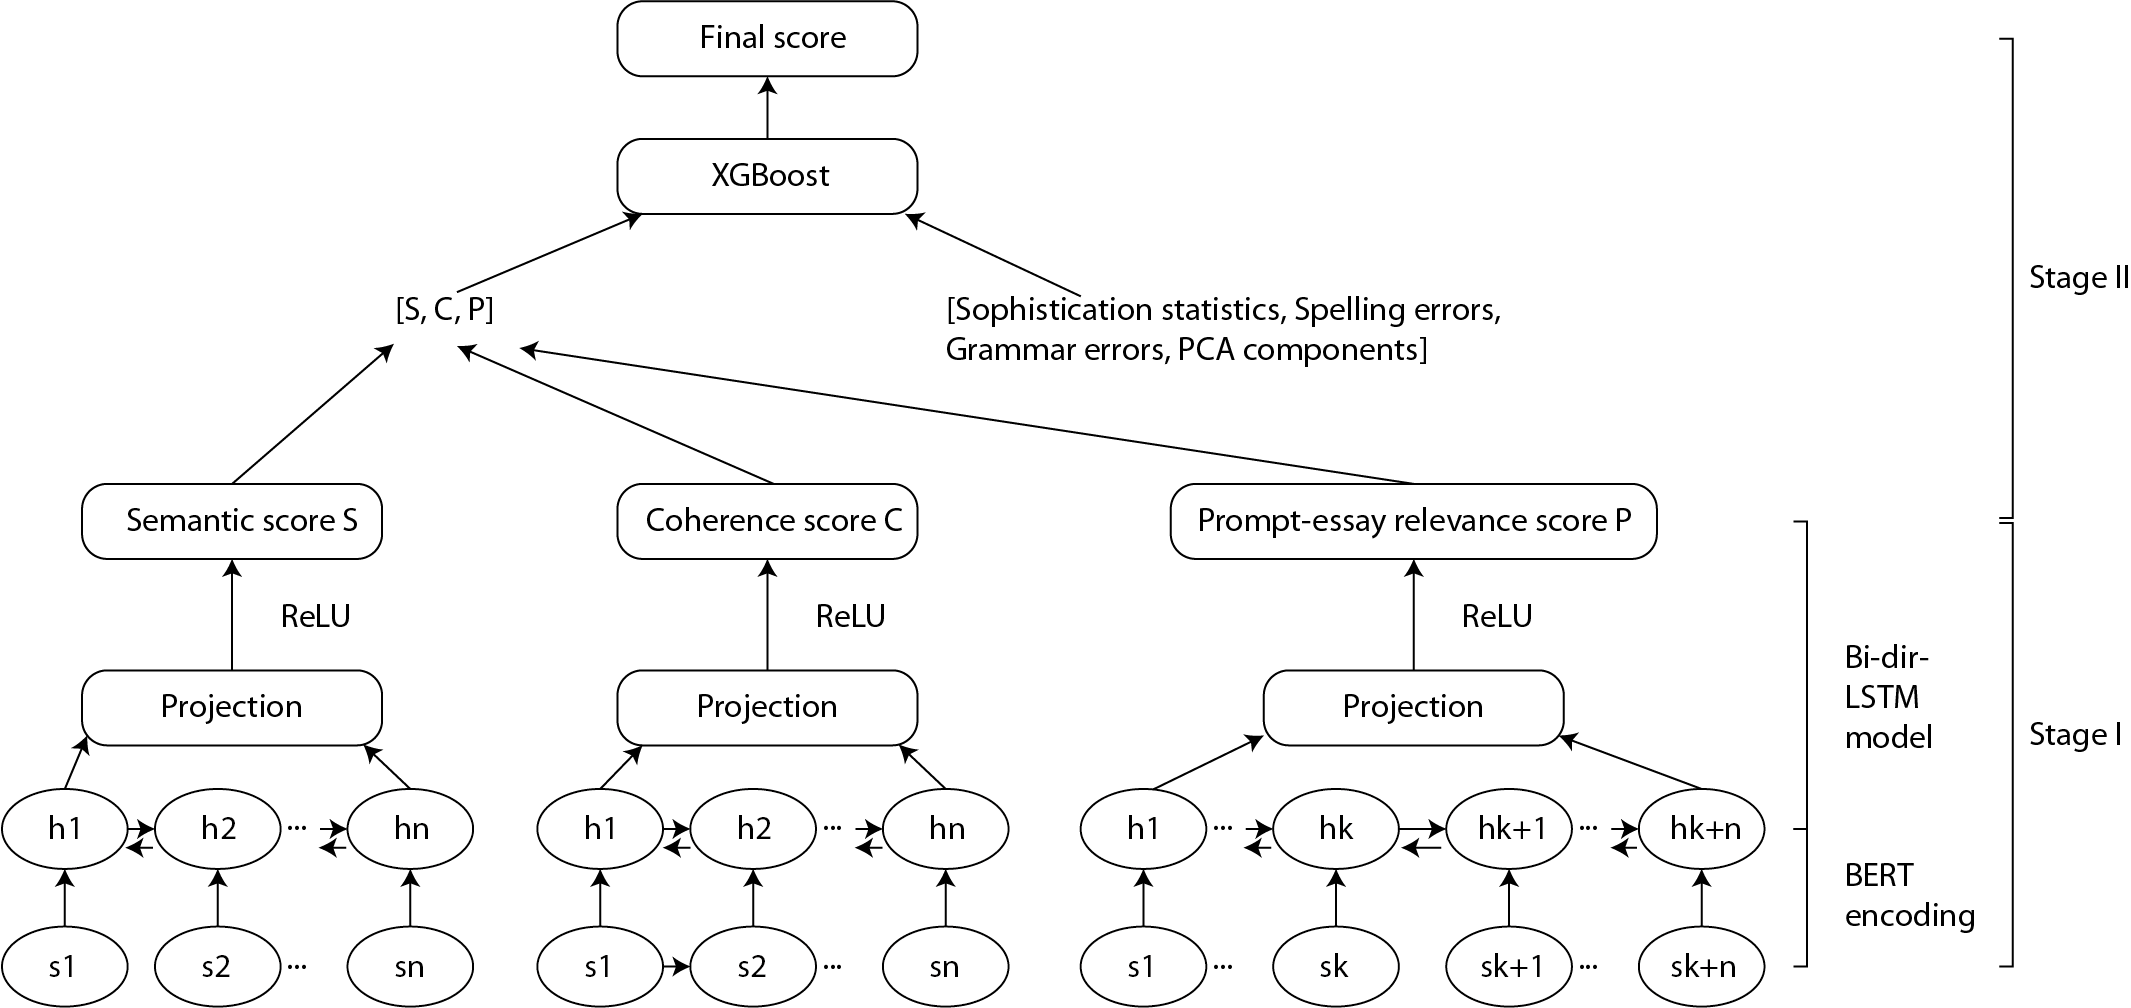 Final score
XGBoost
[S, C, P]
[Sophistication statistics, Spelling errors,
Grammar errors, PCA components]
Stage II
Semantic score S
Coherence score C
Prompt-essay relevance score P
ReLU
ReLU
ReLU
Projection
Projection
Projection
Bi-dir-
LSTM
model
Stage I
h1 h2 ... hn
h1 h2 ... hn
h1 ... hk hk+1 ... hk+n
BERT
encoding
s1 s2 ... sn
s1 s2 ... sn
s1 ... sk sk+1 ... sk+n